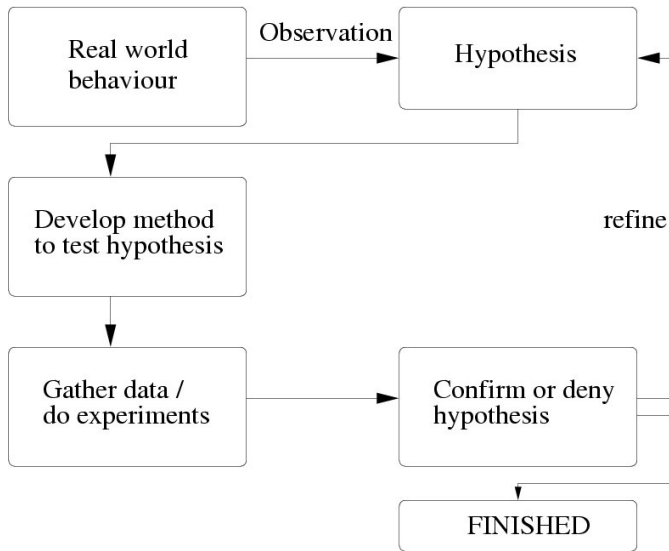 Real world
behaviour
Observation
Hypothesis
Develop method
to test hypothesis
refine
Gather data /
do experiments
Confirm or deny
hypothesis
FINISHED